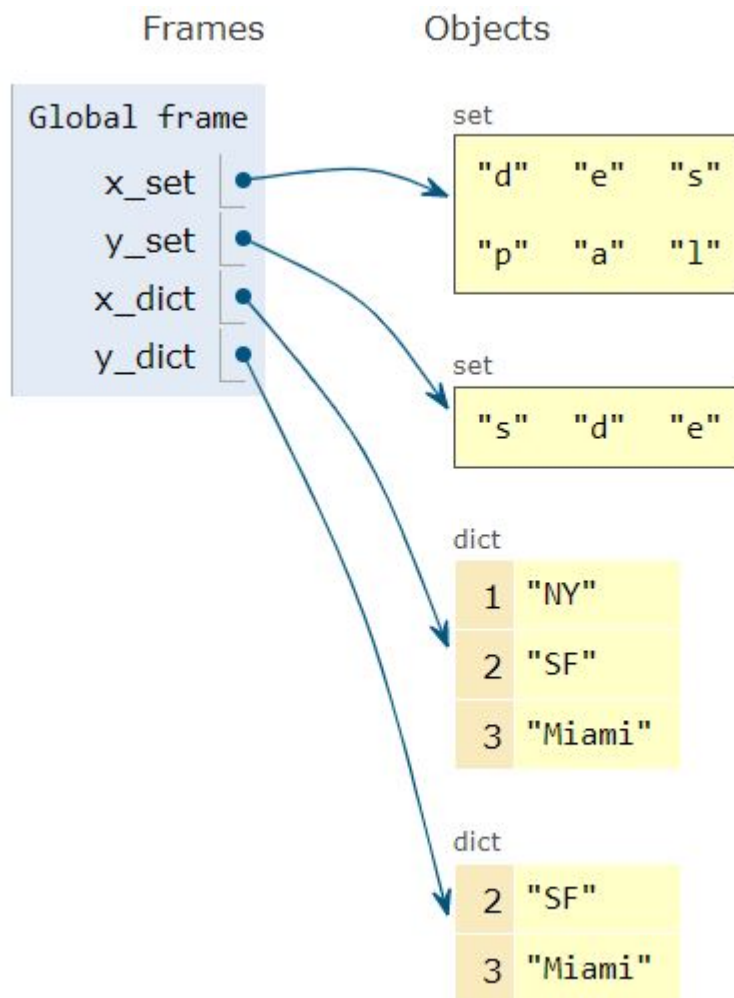 Frames Objects
Global frame
x_set
y_set
x_dict
y_dict
set
"d" "e" "s"
"p" "a" "l"
set
"s" "d" "e"
dict
1 "NY"
2 "SF"
3 "Miami"
dict
2 "SF"
3 "Miami"